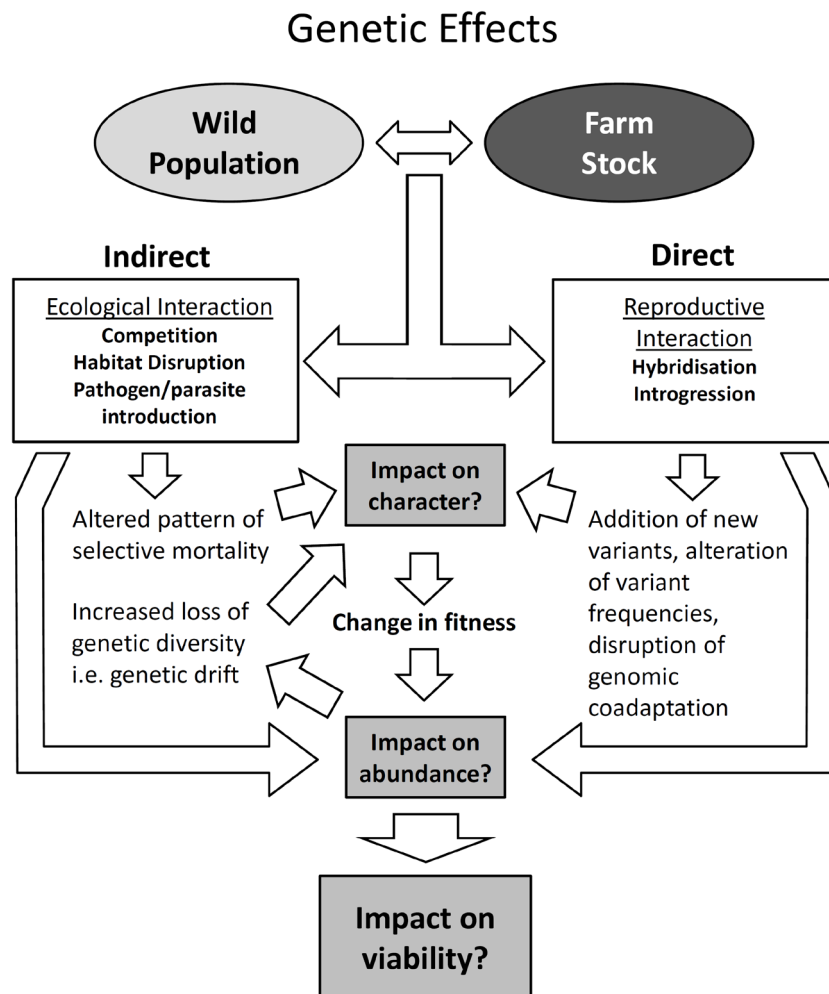 Genetic Effects
Wild
Population
Farm
Stock
Indirect
Ecological Interaction
Competition
Habitat Disruption
Pathogen/parasite
introduction
Direct
Reproductive
Interaction
Hybridisation
Introgression
Impact on
character?
Altered pattern of
selective mortality
Increased loss of
genetic diversity
i.e. genetic drift
Change in fitness
Addition of new
variants, alteration
of variant
frequencies,
disruption of
genomic
coadaptation
Impact on
abundance?
Impact on
viability?